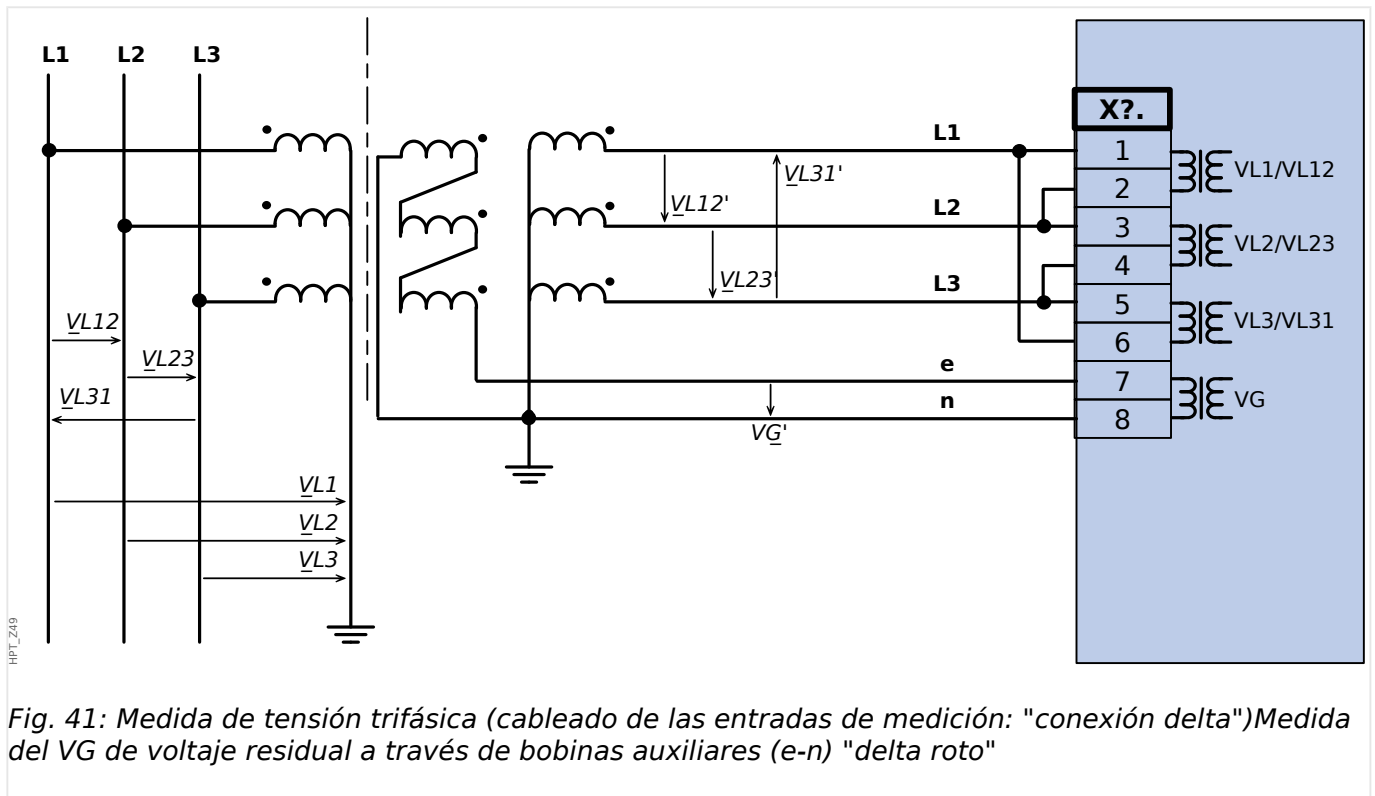 L1 L2 L3
X?.
L1
1
VL31'
VL1/VL12
2
VL12'
L2
3
VL2/VL23
4
VL23'
L3
5
VL12
VL3/VL31
6
VL23
e
7
VL31
n
VG
8
VG'
VL1
VL2
VL3
HPT_Z49
Fig. 41: Medida de tensión trifásica (cableado de las entradas de medición: "conexión delta")Medida
del VG de voltaje residual a través de bobinas auxiliares (e-n) "delta roto"